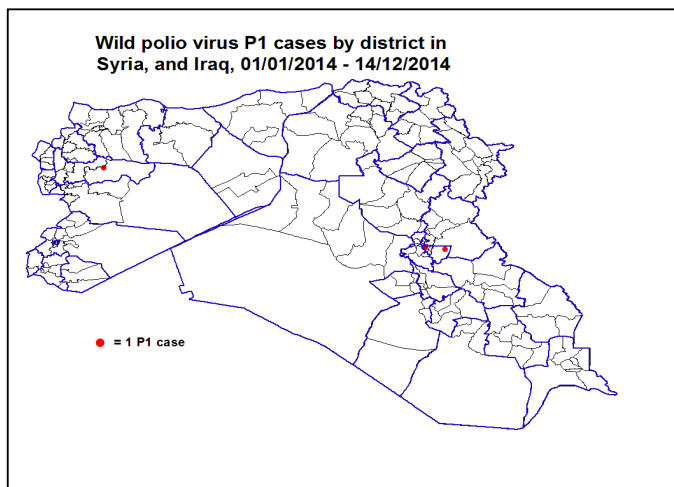 Wild polio virus P1 cases by district in
Syria, and Iraq, 01/01/2014 - 14/12/2014
= 1 P1 case